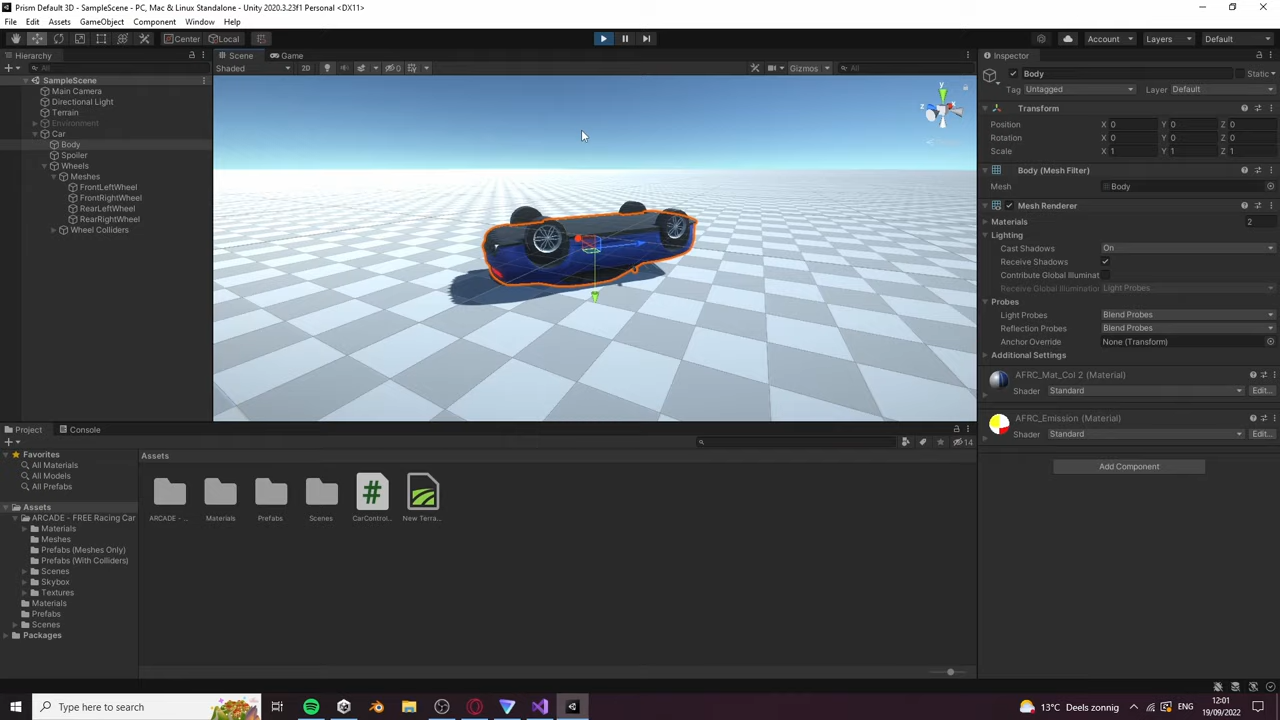 Prism Default 3D - SampleScene - PC, Mac & Linux Standalone - Unity 2020.3.23f1 Personal <DX11>
File Edit Assets GameObject Component Window Help
Center Local Account Layers Default
Hierarchy Scene Game Inspector
All Shaded 2D 0 Gizmos All Body Static
SampleScene
Main Camera
Directional Light
Terrain
Environment
Car
Body
Spoiler
Wheels
Meshes
FrontLeftWheel
FrontRightWheel
RearLeftWheel
RearRightWheel
Wheel Colliders
y
z
Tag Untagged Layer Default
Transform
Position X 0 Y 0 Z 0
Rotation X 0 Y 0 Z 0
Scale X 1 Y 1 Z 1
Body (Mesh Filter)
Mesh Body
Mesh Renderer
Materials 2
Lighting
Cast Shadows On
Receive Shadows
Contribute Global Illuminat
Receive Global Illumination Light Probes
Probes
Light Probes Blend Probes
Reflection Probes Blend Probes
Anchor Override None (Transform)
Additional Settings
AFRC_Mat_Col 2 (Material)
Shader Standard Edit...
AFRC_Emission (Material)
Shader Standard Edit...
Add Component
Project Console
14
Favorites
All Materials
All Models
All Prefabs
Assets
ARCADE - FREE Racing Car
Materials
Meshes
Prefabs (Meshes Only)
Prefabs (With Colliders)
Scenes
Skybox
Textures
Materials
Prefabs
Scenes
Packages
Assets
ARCADE - ... Materials Prefabs Scenes CarControl... New Terra...
Type here to search
13°C Deels zonnig ENG 12:01 19/09/2022